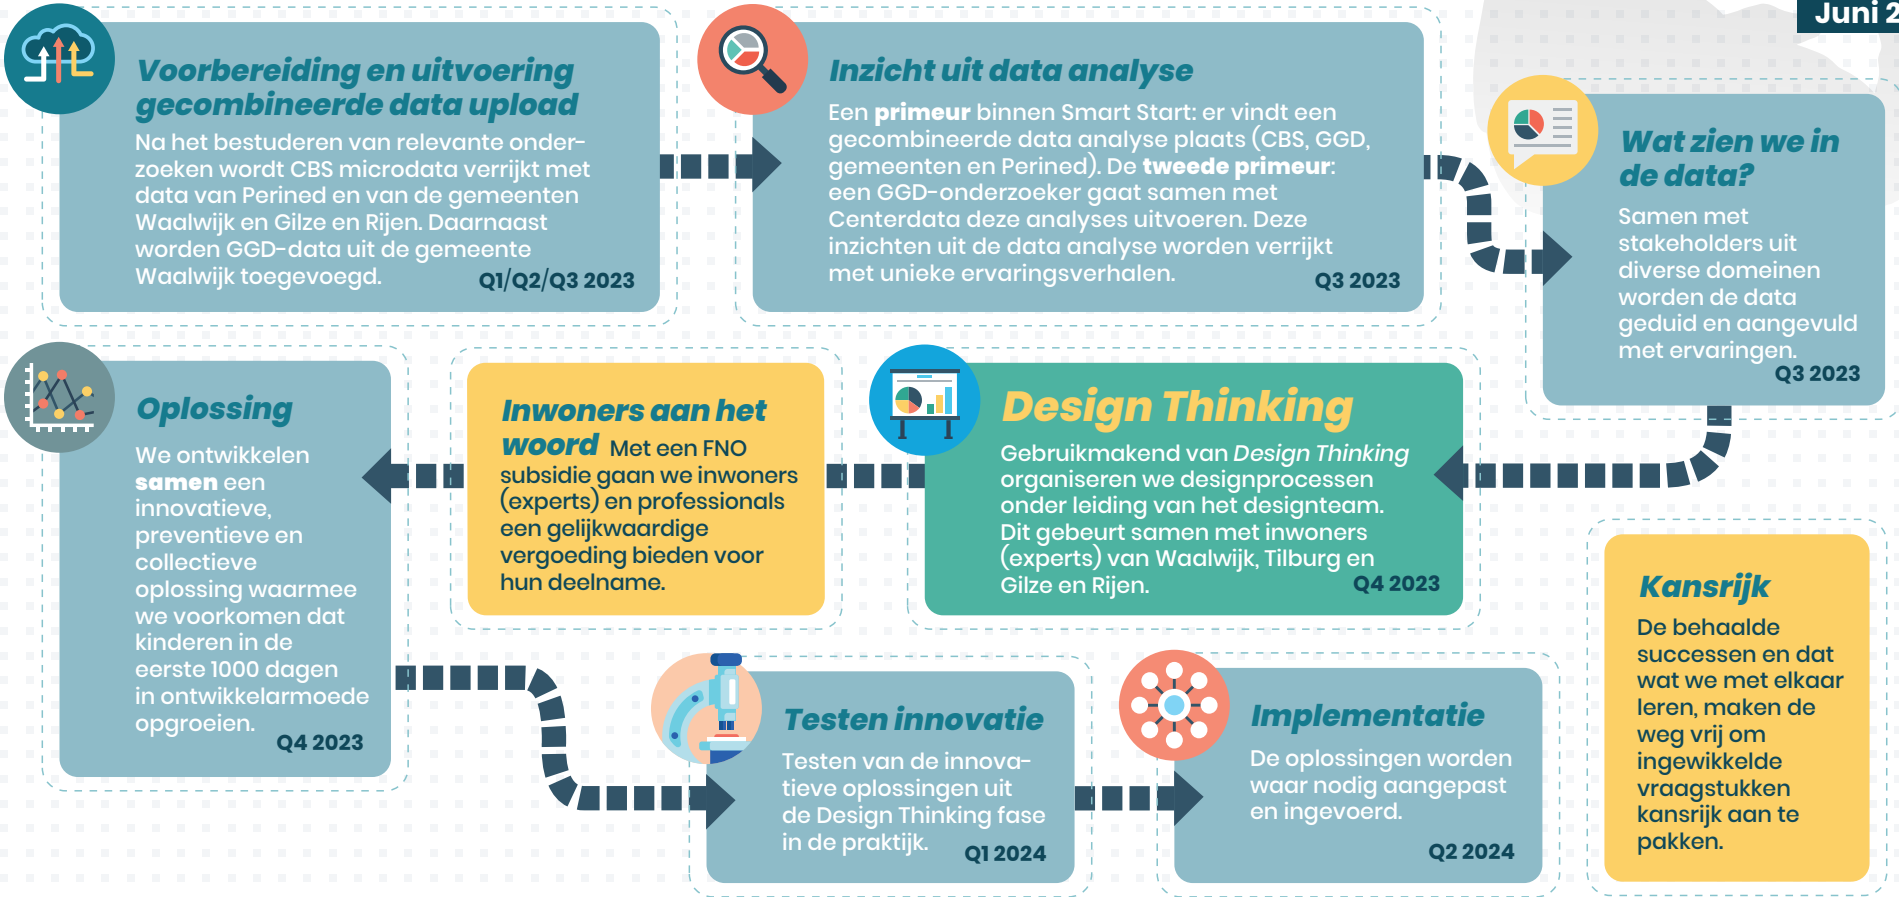 Juni
Voorbereiding en uitvoering
gecombineerde data upload
Na het bestuderen van relevante onder-
zoeken wordt CBS microdata verrijkt met
data van Perined en van de gemeenten
Waalwijk en Gilze en Rijen. Daarnaast
worden GGD-data uit de gemeente
Waalwijk toegevoegd.
Q1/Q2/Q3 2023
Inzicht uit data analyse
Een primeur binnen Smart Start: er vindt een
gecombineerde data analyse plaats (CBS, GGD,
gemeenten en Perined). De tweede primeur:
een GGD-onderzoeker gaat samen met
Centerdata deze analyses uitvoeren. Deze
inzichten uit de data analyse worden verrijkt
met unieke ervaringsverhalen.
Q3 2023
Wat zien we in
de data?
Samen met
stakeholders uit
diverse domeinen
worden de data
geduid en aangevuld
met ervaringen.
Q3 2023
Design Thinking
Gebruikmakend van Design Thinking
organiseren we designprocessen
onder leiding van het designteam.
Dit gebeurt samen met inwoners
(experts) van Waalwijk, Tilburg en
Gilze en Rijen.
Q4 2023
Inwoners aan het
woord Met een FNO
subsidie gaan we inwoners
(experts) en professionals
een gelijkwaardige
vergoeding bieden voor
hun deelname.
Oplossing
We ontwikkelen
samen een
innovatieve,
preventieve en
collectieve
oplossing waarmee
we voorkomen dat
kinderen in de
eerste 1000 dagen
in ontwikkelarmoede
opgroeien.
Q4 2023
Testen innovatie
Testen van de innova-
tieve oplossingen uit
de Design Thinking fase
in de praktijk.
Q1 2024
Implementatie
De oplossingen worden
waar nodig aangepast
en ingevoerd.
Q2 2024
Kansrijk
De behaalde
successen en dat
wat we met elkaar
leren, maken de
weg vrij om
ingewikkelde
vraagstukken
kansrijk aan te
pakken.